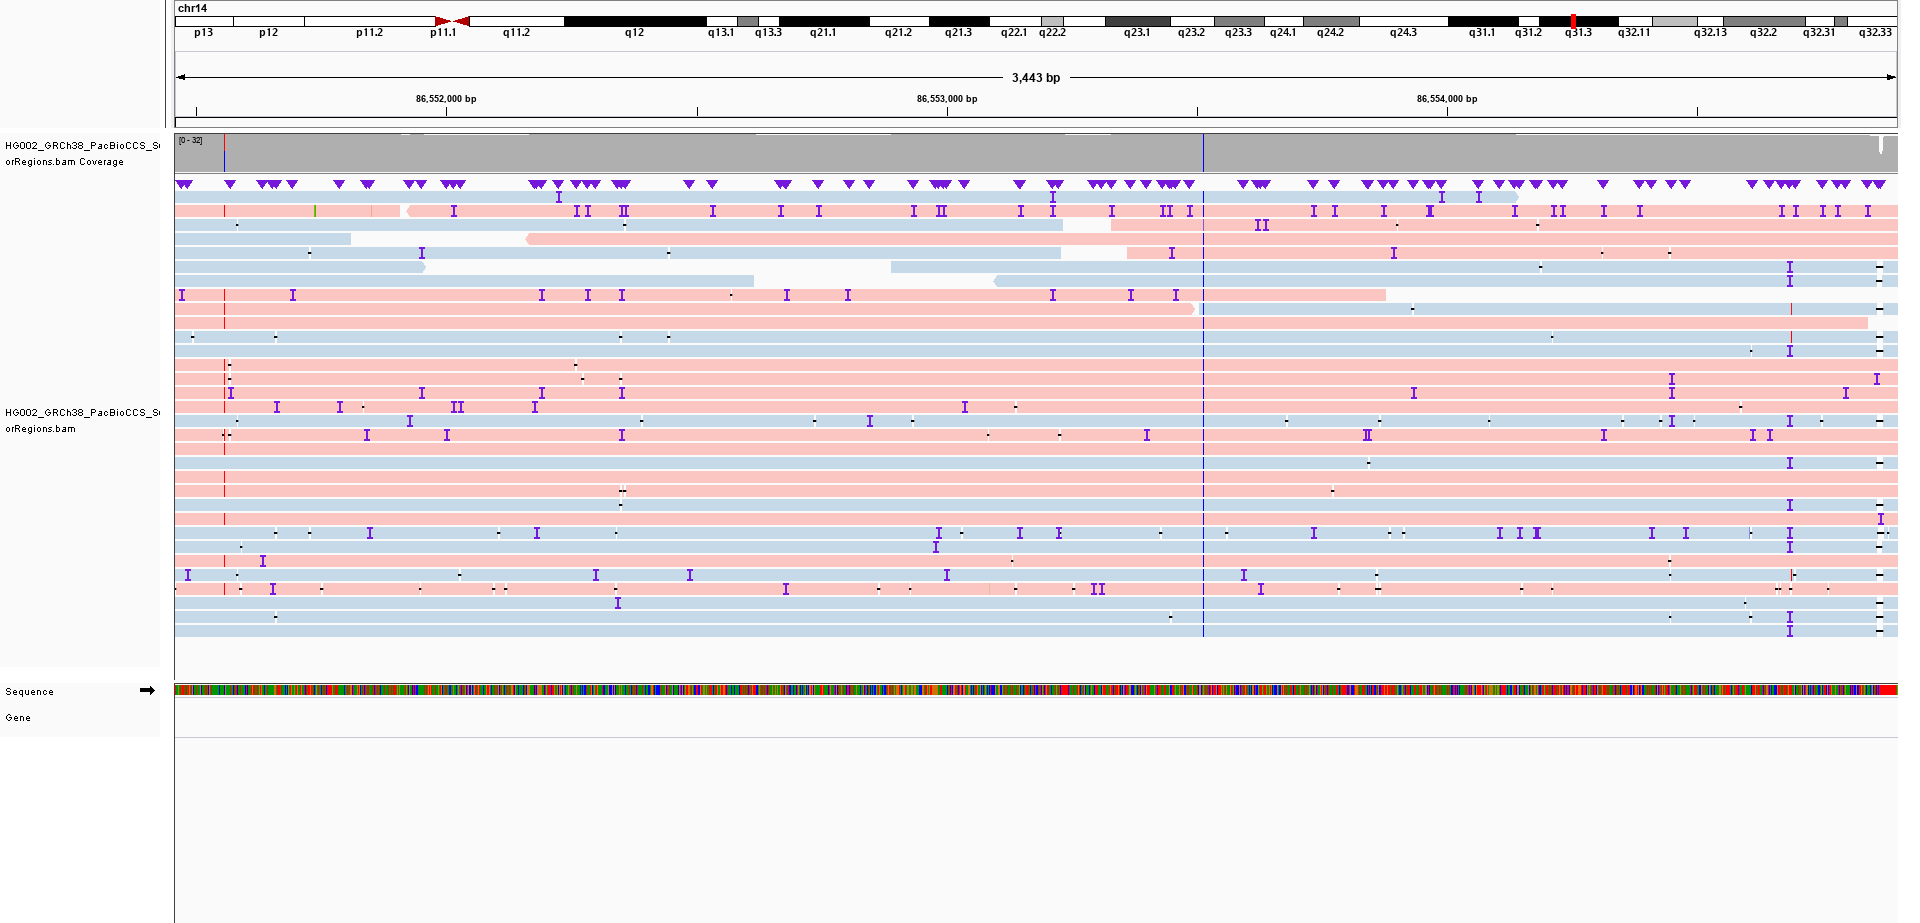 chr14
p13 p12 p11.2 p11.1 q11.2 q12 q13.1 q13.3 q21.1 q21.2 q21.3 q22.1 q22.2 q23.1 q23.2 q23.3 q24.1 q24.2 q24.3 q31.1 q31.2 q31.3 q32.11 q32.13 q32.2 q32.31 q32.33
3,443 bp
86,552,000 bp 86,553,000 bp 86,554,000 bp
[0 - 32]
HG002_GRCh38_PacBioCCS_S
orRegions.bam Coverage
HG002_GRCh38_PacBioCCS_S
orRegions.bam
Sequence
Gene